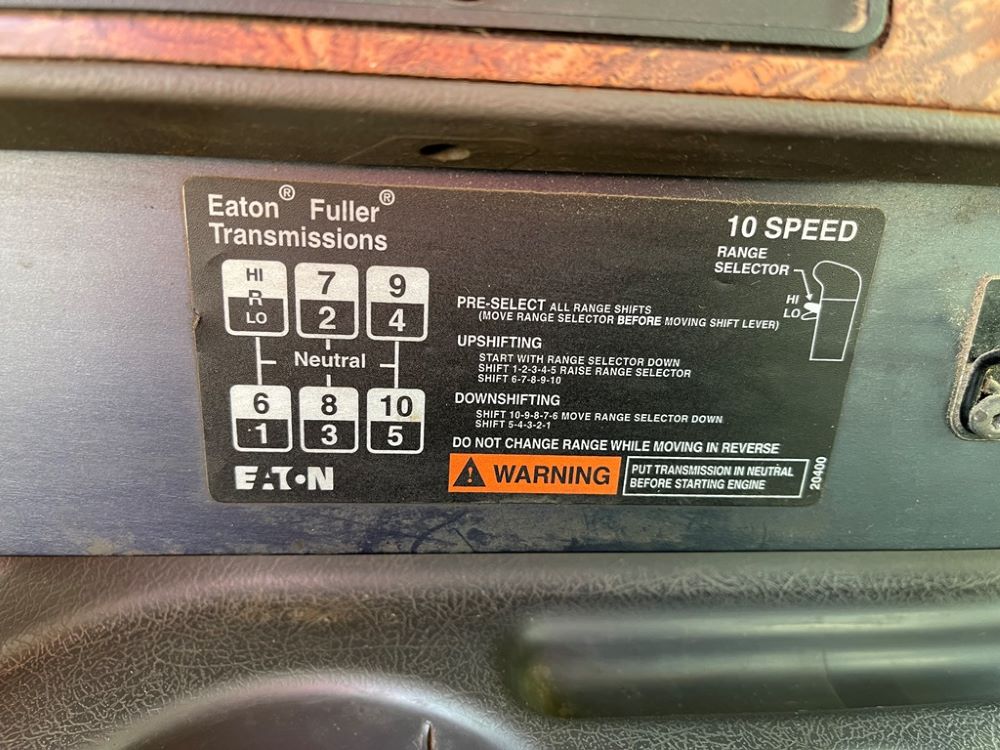 Eaton® Fuller®
Transmissions
10 SPEED
RANGE
SELECTOR
HI
LO
HI
R
LO
7
2
9
4
Neutral
6
1
8
3
10
5
PRE-SELECT ALL RANGE SHIFTS
(MOVE RANGE SELECTOR BEFORE MOVING SHIFT LEVER)
UPSHIFTING
START WITH RANGE SELECTOR DOWN
SHIFT 1-2-3-4-5 RAISE RANGE SELECTOR
SHIFT 6-7-8-9-10
DOWNSHIFTING
SHIFT 10-9-8-7-6 MOVE RANGE SELECTOR DOWN
SHIFT 5-4-3-2-1
DO NOT CHANGE RANGE WHILE MOVING IN REVERSE
WARNING
PUT TRANSMISSION IN NEUTRAL
BEFORE STARTING ENGINE
20400
EATON